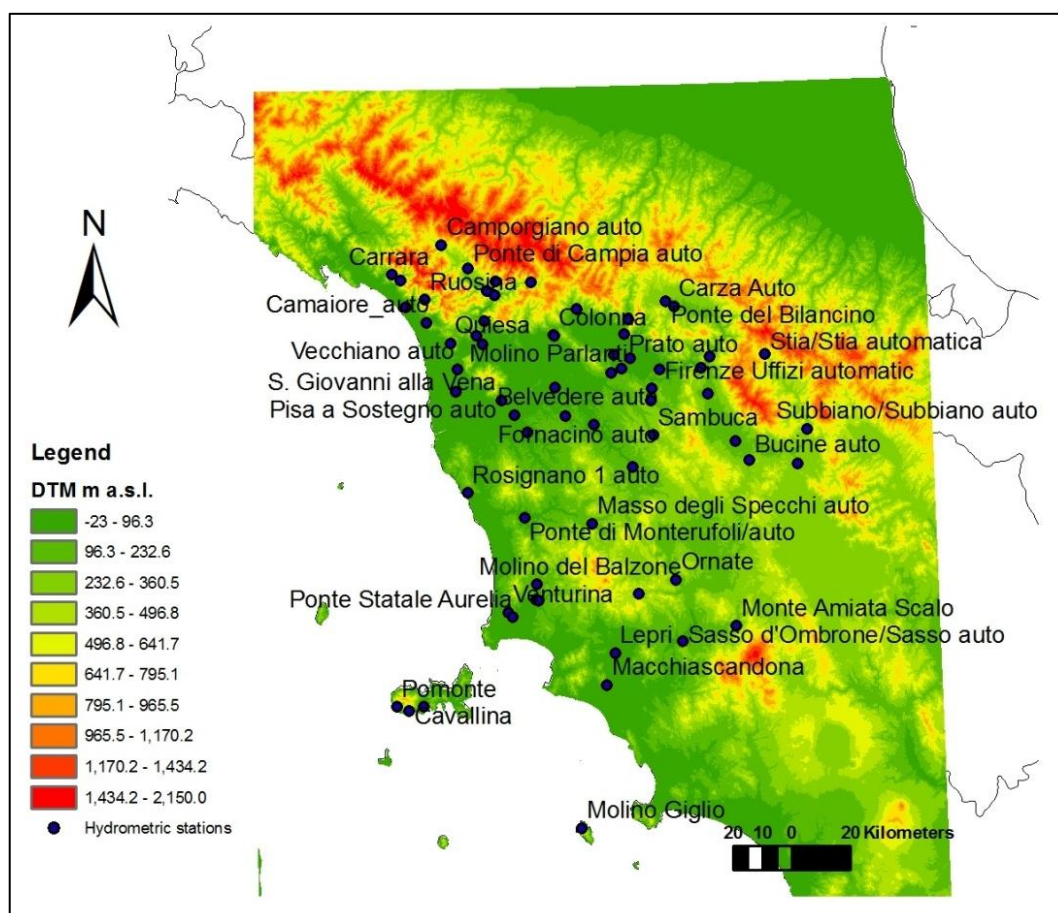 N
Camporgiano auto
Carrara
Ponte di Campia auto
Ruosina
Carza Auto
Camaiore_auto
Colonna
Ponte del Bilancino
Quiesa
Stia/Stia automatica
Vecchiano auto
Molino Parlanti
Prato auto
S. Giovanni alla Vena
Firenze Uffizi automatic
Belvedere auto
Pisa a Sostegno auto
Sambuca
Subbiano/Subbiano auto
Fornacino auto
Bucine auto
Rosignano 1 auto
Masso degli Specchi auto
Ponte di Monterufoli/auto
Molino del Balzone
Ornate
Ponte Statale Aurelia
Venturina
Monte Amiata Scalo
Lepri
Sasso d'Ombrone/Sasso auto
Macchiascandona
Pomonte
Cavallina
Molino Giglio
20 10 0 20 Kilometers
Legend
DTM m a.s.l.
-23 - 96.3
96.3 - 232.6
232.6 - 360.5
360.5 - 496.8
496.8 - 641.7
641.7 - 795.1
795.1 - 965.5
965.5 - 1,170.2
1,170.2 - 1,434.2
1,434.2 - 2,150.0
Hydrometric stations